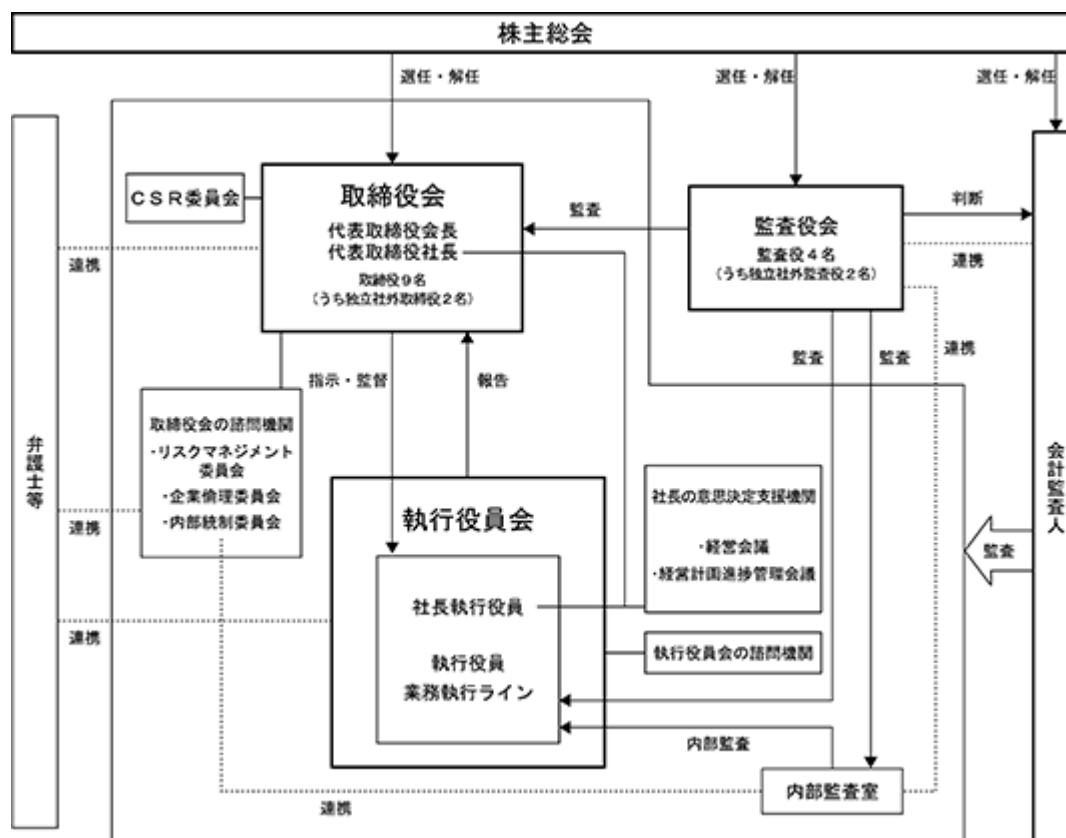 株主総会
選任・解任
選任・解任
選任・解任
CSR委員会
取締役会
代表取締役会長
代表取締役社長
取締役9名
(うち独立社外取締役2名)
監査
監査役会
監査役4名
(うち独立社外監査役2名)
判断
連携
連携
連携
監査
監査
指示・監督
報告
取締役会の諮問機関
・リスクマネジメント
委員会
・企業倫理委員会
・内部統制委員会
弁護士等
会計監査人
連携
執行役員会
社長の意思決定支援機関
・経営会議
・経営計画進捗管理会議
監査
社長執行役員
連携
執行役員会の諮問機関
執行役員
業務執行ライン
内部監査
内部監査室
連携